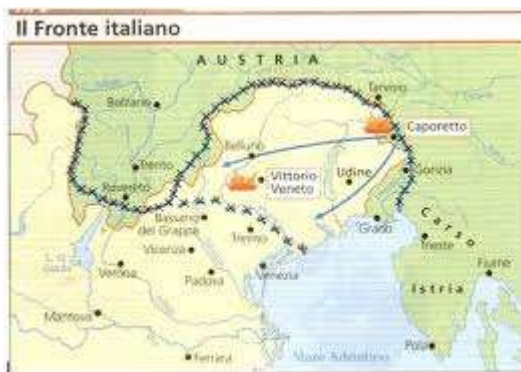 Il Fronte italiano
AUSTRIA
Bolzano
Tarvisio
Caporetto
Trento
Belluno
Udine
Gorizia
Vittorio
Veneto
Rovereto
Bassano
del Grappa
Treviso
Grado
Carso
Trieste
Vicenza
Verona
Padova
Venezia
Fiume
Istria
Mantova
Pola
Ferrara
Mare Adriatico